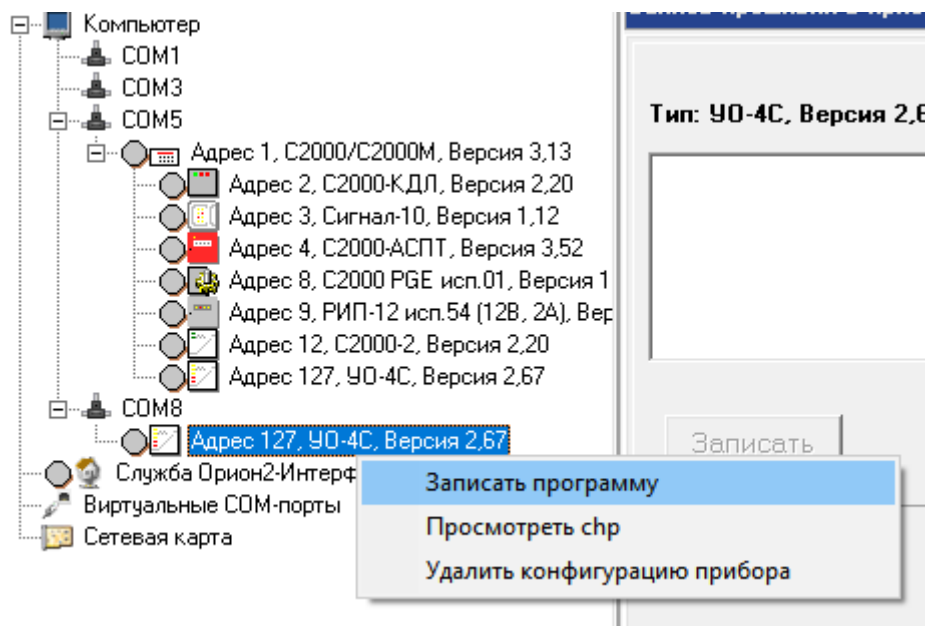 Компьютер
COM1
COM3
COM5
Адрес 1, С2000/С2000М, Версия 3,13
Адрес 2, С2000-КДЛ, Версия 2,20
Адрес 3, Сигнал-10, Версия 1,12
Адрес 4, С2000-АСПТ, Версия 3,52
Адрес 8, С2000 PGE исп.01, Версия 1
Адрес 9, РИП-12 исп.54 (12В, 2А), Вер
Адрес 12, С2000-2, Версия 2,20
Адрес 127, УО-4С, Версия 2,67
COM8
Адрес 127, УО-4С, Версия 2,67
Служба Орион2-Интерф
Виртуальные COM-порты
Сетевая карта
Тип: УО-4С, Версия 2,6
Записать
Записать программу
Просмотреть chp
Удалить конфигурацию прибора